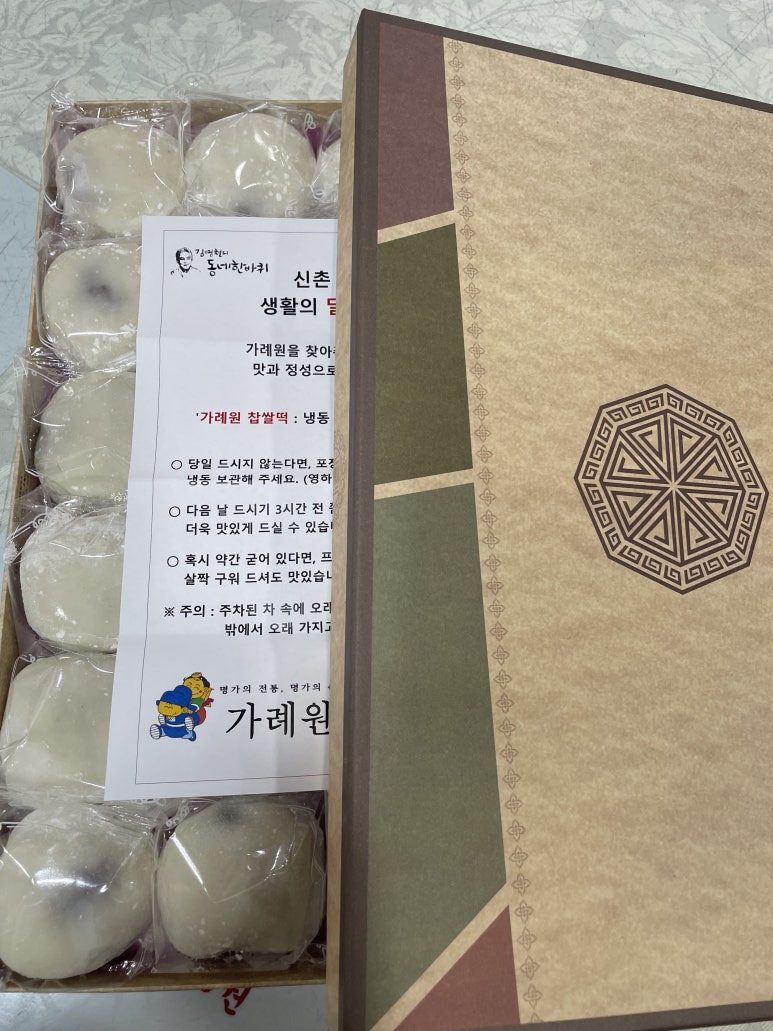 김영철의
동네한바퀴
신촌
생활의 달
가례원을 찾아주
맛과 정성으로
'가례원 찹쌀떡 : 냉동
○ 당일 드시지 않는다면, 포장
냉동 보관해 주세요. (영하
○ 다음 날 드시기 3시간 전
더욱 맛있게 드실 수 있습니
○ 혹시 약간 굳어 있다면, 프
살짝 구워 드셔도 맛있습니
※ 주의 : 주차된 차 속에 오래
밖에서 오래 가지고
명가의 전통, 명가의
가례원